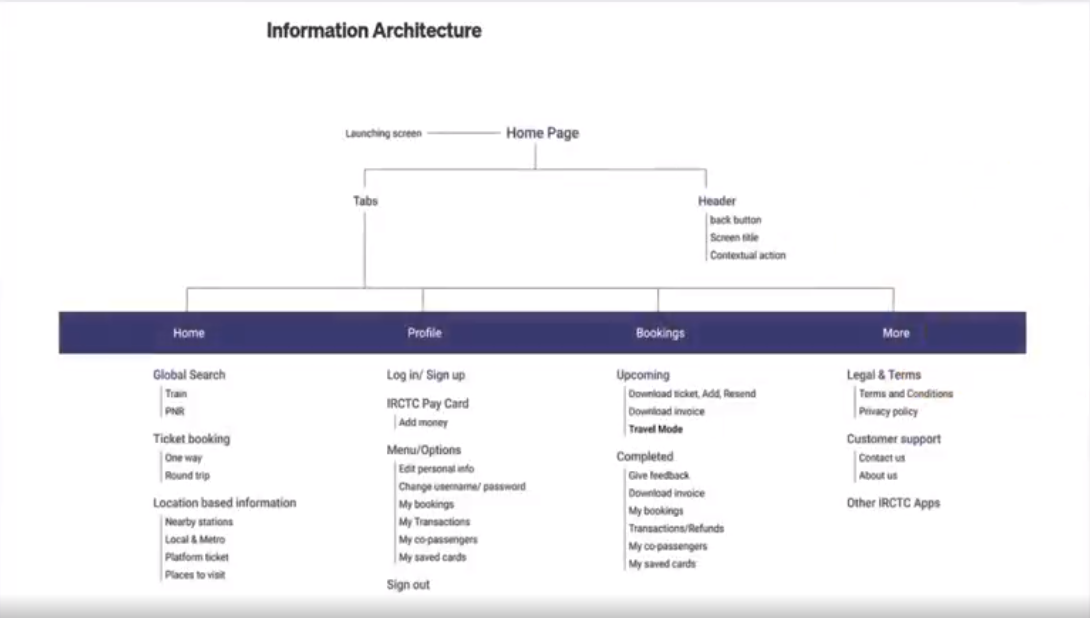 Information Architecture
Launching screen
Home Page
Tabs
Header
back button
Screen title
Contextual action
Home
Profile
Bookings
More
Global Search
Train
PNR
Ticket booking
One way
Round trip
Location based information
Nearby stations
Local & Metro
Platform ticket
Places to visit
Log in/ Sign up
IRCTC Pay Card
Add money
Menu/Options
Edit personal info
Change username/ password
My bookings
My Transactions
My co-passengers
My saved cards
Sign out
Upcoming
Download ticket, Add, Resend
Download invoice
Travel Mode
Completed
Give feedback
Download invoice
My bookings
Transactions/Refunds
My co-passengers
My saved cards
Legal & Terms
Terms and Conditions
Privacy policy
Customer support
Contact us
About us
Other IRCTC Apps